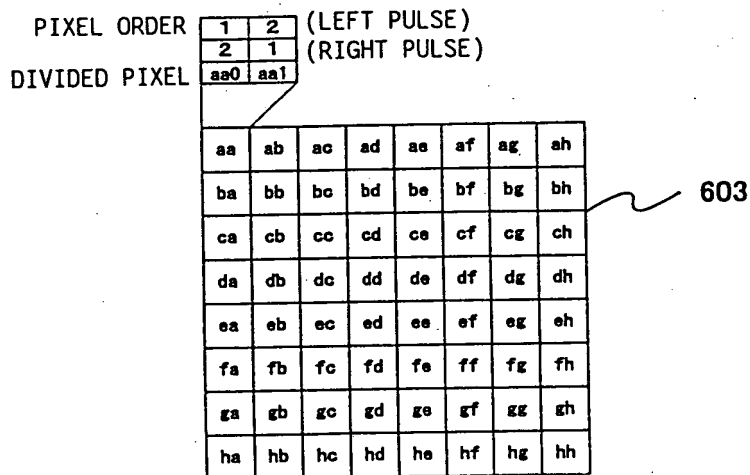 PIXEL ORDER 1 2 (LEFT PULSE)
2 1 (RIGHT PULSE)
DIVIDED PIXEL aa0 aa1
aa ab ac ad ae af ag ah
ba bb bc bd be bf bg bh 603
ca cb cc cd ce cf cg ch
da db dc dd de df dg dh
ea eb ec ed ee ef eg eh
fa fb fc fd fe ff fg fh
ga gb gc gd ge gf gg gh
ha hb hc hd he hf hg hh